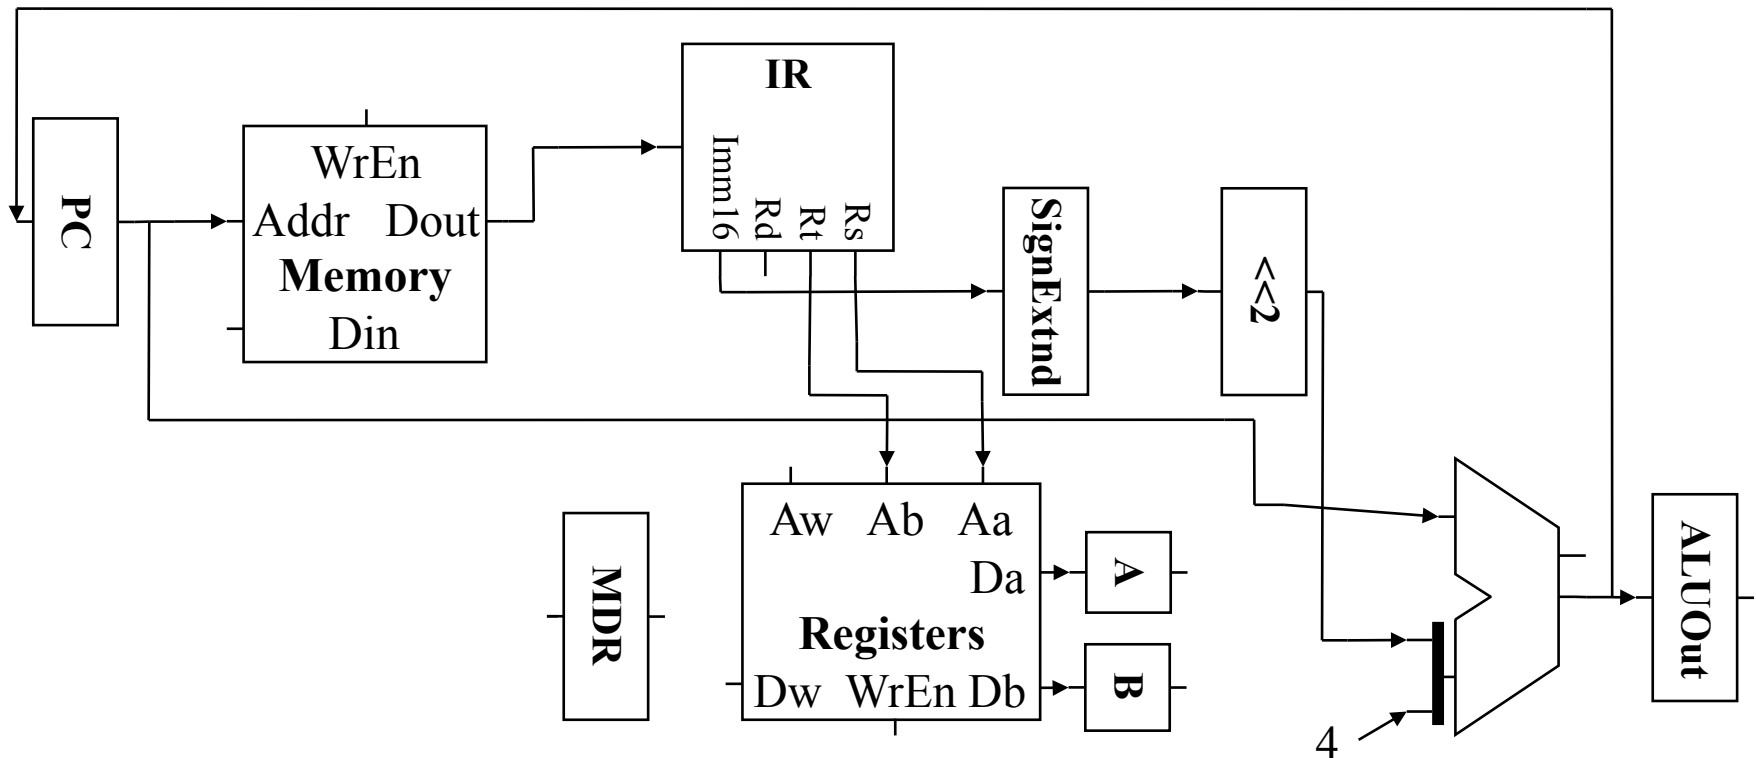 IR
PC
WrEn
Addr Dout
Memory
Din
Imm16
Rd
Rt
Rs
SignExtnd
<<2
Aw Ab Aa
Da
Registers
Dw WrEn Db
MDR
A
B
4
ALUOut